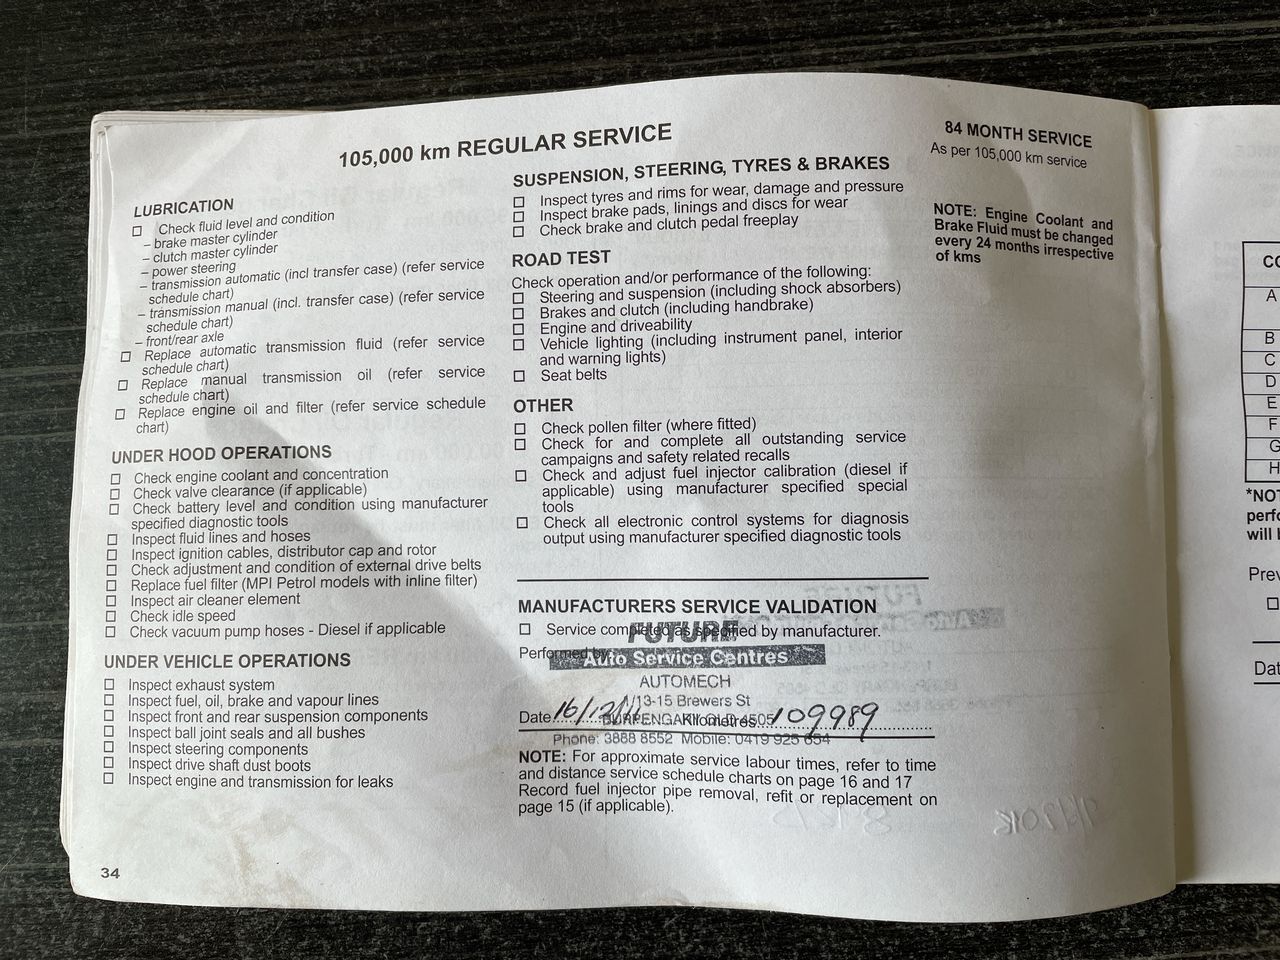 105,000 km REGULAR SERVICE
LUBRICATION
☐ Check fluid level and condition
– brake master cylinder
– clutch master cylinder
– power steering
– transmission automatic (incl transfer case) (refer service
schedule chart)
– transmission manual (incl. transfer case) (refer service
schedule chart)
– front/rear axle
☐ Replace automatic transmission fluid (refer service
schedule chart)
☐ Replace manual transmission oil (refer service
schedule chart)
☐ Replace engine oil and filter (refer service schedule
chart)
UNDER HOOD OPERATIONS
☐ Check engine coolant and concentration
☐ Check valve clearance (if applicable)
☐ Check battery level and condition using manufacturer
specified diagnostic tools
☐ Inspect fluid lines and hoses
☐ Inspect ignition cables, distributor cap and rotor
☐ Check adjustment and condition of external drive belts
☐ Replace fuel filter (MPI Petrol models with inline filter)
☐ Inspect air cleaner element
☐ Check idle speed
☐ Check vacuum pump hoses - Diesel if applicable
UNDER VEHICLE OPERATIONS
☐ Inspect exhaust system
☐ Inspect fuel, oil, brake and vapour lines
☐ Inspect front and rear suspension components
☐ Inspect ball joint seals and all bushes
☐ Inspect steering components
☐ Inspect drive shaft dust boots
☐ Inspect engine and transmission for leaks
34
SUSPENSION, STEERING, TYRES & BRAKES
☐ Inspect tyres and rims for wear, damage and pressure
☐ Inspect brake pads, linings and discs for wear
☐ Check brake and clutch pedal freeplay
ROAD TEST
Check operation and/or performance of the following:
☐ Steering and suspension (including shock absorbers)
☐ Brakes and clutch (including handbrake)
☐ Engine and driveability
☐ Vehicle lighting (including instrument panel, interior
and warning lights)
☐ Seat belts
OTHER
☐ Check pollen filter (where fitted)
☐ Check for and complete all outstanding service
campaigns and safety related recalls
☐ Check and adjust fuel injector calibration (diesel if
applicable) using manufacturer specified special
tools
☐ Check all electronic control systems for diagnosis
output using manufacturer specified diagnostic tools
MANUFACTURERS SERVICE VALIDATION
☐ Service completed as specified by manufacturer.
FUTURE
Performed by
Auto Service Centres
AUTOMECH
/13-15 Brewers St
Date 16/12/ BURPENGARY QLD 4505 Kilometres 109989
Phone: 3888 8552 Mobile: 0419 925 654
NOTE: For approximate service labour times, refer to time
and distance service schedule charts on page 16 and 17
Record fuel injector pipe removal, refit or replacement on
page 15 (if applicable).
84 MONTH SERVICE
As per 105,000 km service
NOTE: Engine Coolant and
Brake Fluid must be changed
every 24 months irrespective
of kms
CO
A
B
C
D
E
F
G
H
*NOT
perfo
will b
Prev
☐
Dat